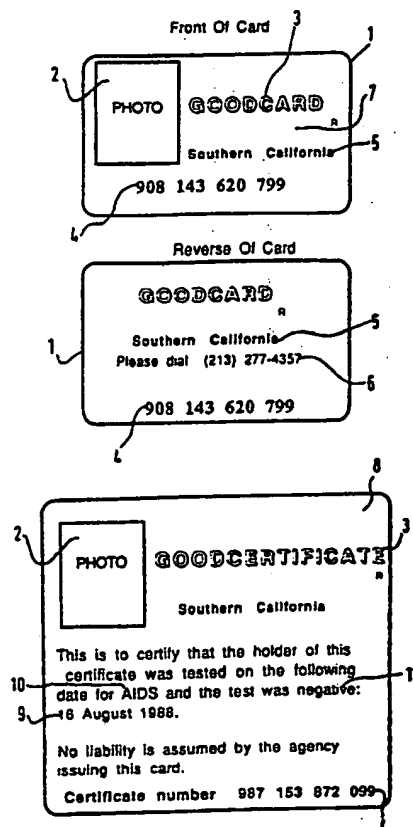 Front Of Card
3
1
2
PHOTO
GOODCARD
7
R
Southern California
5
908 143 620 799
4
Reverse Of Card
GOODCARD
R
1
Southern California
5
Please dial (213) 277-4357
6
908 143 620 799
4
8
2
3
PHOTO
GOODCERTIFICATE
R
Southern California
This is to certify that the holder of this
certificate was tested on the following
10
date for AIDS and the test was negative:
9
16 August 1988.
No liability is assumed by the agency
issuing this card.
Certificate number 987 153 872 099